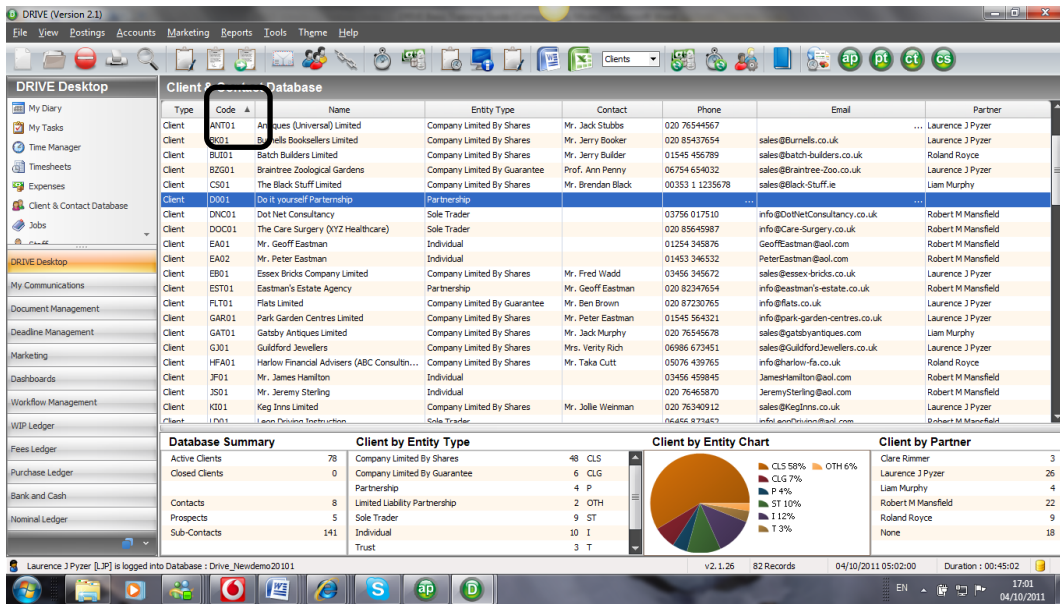 DRIVE (Version 2.1)
File View Postings Accounts Marketing Reports Tools Theme Help
Clients
ap pt ct cs
DRIVE Desktop
My Diary
My Tasks
Time Manager
Timesheets
Expenses
Client & Contact Database
Jobs
Staff
DRIVE Desktop
My Communications
Document Management
Deadline Management
Marketing
Dashboards
Workflow Management
WIP Ledger
Fees Ledger
Purchase Ledger
Bank and Cash
Nominal Ledger
Client & Contact Database
Type Code Name Entity Type Contact Phone Email Partner
Client ANT01 Antiques (Universal) Limited Company Limited By Shares Mr. Jack Stubbs 020 76544567 ... Laurence J Pyzer
Client BK01 Burnells Booksellers Limited Company Limited By Shares Mr. Jerry Booker 020 85437654 sales@Burnells.co.uk Laurence J Pyzer
Client BUI01 Batch Builders Limited Company Limited By Shares Mr. Jerry Builder 01545 456789 sales@batch-builders.co.uk Roland Royce
Client BZG01 Braintree Zoological Gardens Company Limited By Guarantee Prof. Ann Penny 06754 654032 sales@Braintree-Zoo.co.uk Laurence J Pyzer
Client CS01 The Black Stuff Limited Company Limited By Shares Mr. Brendan Black 00353 1 1235678 sales@Black-Stuff.ie Liam Murphy
Client D001 Do it yourself Parternship Partnership ... ...
Client DNC01 Dot Net Consultancy Sole Trader 03756 017510 info@DotNetConsultancy.co.uk Robert M Mansfield
Client DOC01 The Care Surgery (XYZ Healthcare) Sole Trader 020 85645987 info@Care-Surgery.co.uk Robert M Mansfield
Client EA01 Mr. Geoff Eastman Individual 01254 345876 GeoffEastman@aol.com Robert M Mansfield
Client EA02 Mr. Peter Eastman Individual 01453 346532 PeterEastman@aol.com Robert M Mansfield
Client EB01 Essex Bricks Company Limited Company Limited By Shares Mr. Fred Wadd 03456 345672 sales@essex-bricks.co.uk Laurence J Pyzer
Client EST01 Eastman's Estate Agency Partnership Mr. Geoff Eastman 020 82347654 info@eastman's-estate.co.uk Laurence J Pyzer
Client FLT01 Flats Limited Company Limited By Guarantee Mr. Ben Brown 020 87230765 info@flats.co.uk Laurence J Pyzer
Client GAR01 Park Garden Centres Limited Company Limited By Shares Mr. Peter Eastman 01545 564321 info@park-garden-centres.co.uk Laurence J Pyzer
Client GAT01 Gatsby Antiques Limited Company Limited By Shares Mr. Jack Murphy 020 76545678 sales@gatsbyantiques.com Liam Murphy
Client GJ01 Guildford Jewellers Company Limited By Shares Mrs. Verity Rich 06986 673451 sales@GuildfordJewellers.co.uk Laurence J Pyzer
Client HFA01 Harlow Financial Advisers (ABC Consultin... Company Limited By Shares Mr. Taka Cutt 05076 439765 info@harlow-fa.co.uk Roland Royce
Client JF01 Mr. James Hamilton Individual 03456 459845 JamesHamilton@aol.com Robert M Mansfield
Client JS01 Mr. Jeremy Sterling Individual 020 76465870 JeremySterling@aol.com Robert M Mansfield
Client KI01 Keg Inns Limited Company Limited By Shares Mr. Jollie Weinman 020 76340912 sales@KegInns.co.uk Laurence J Pyzer
Client LD01 Leon Driving Instruction Sole Trader 06456 873452 infoLeonDriving@aol.com Robert M Mansfield
Database Summary
Active Clients 78
Closed Clients 0
Contacts 8
Prospects 5
Sub-Contacts 141
Client by Entity Type
Company Limited By Shares 48 CLS
Company Limited By Guarantee 6 CLG
Partnership 4 P
Limited Liability Partnership 2 OTH
Sole Trader 9 ST
Individual 10 I
Trust 3 T
Client by Entity Chart
CLS 58% OTH 6%
CLG 7%
P 4%
ST 10%
I 12%
T 3%
Client by Partner
Clare Rimmer 3
Laurence J Pyzer 26
Liam Murphy 4
Robert M Mansfield 22
Roland Royce 9
None 18
Laurence J Pyzer [LJP] is logged into Database : Drive_Newdemo20101 v2.1.26 82 Records 04/10/2011 05:02:00 Duration : 00:45:02
EN 17:01
04/10/2011